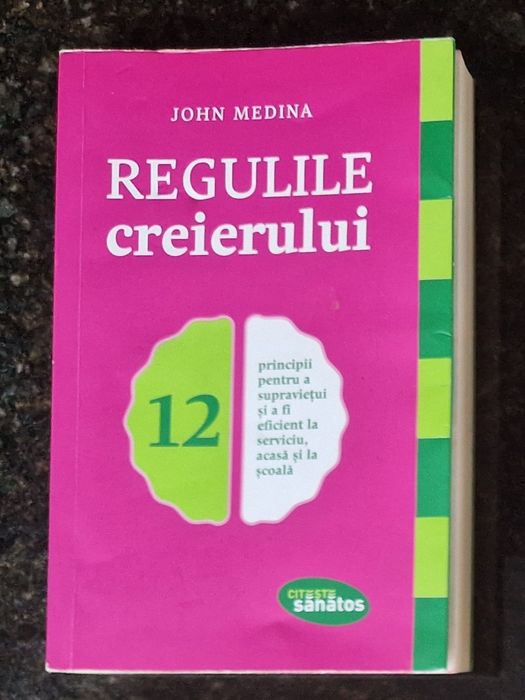 JOHN MEDINA
REGULILE
creierului
12
principii
pentru a
supraviețui
și a fi
eficient la
serviciu,
acasă și la
școală
CITEȘTE
sănătos